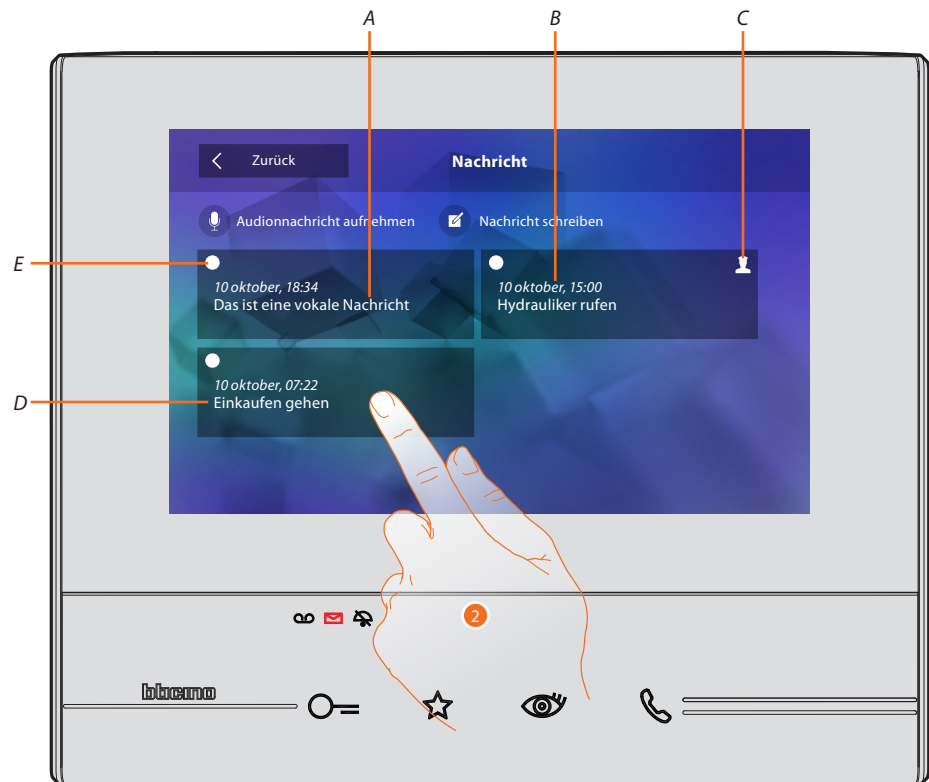 A B C
Zurück Nachricht
Audionnachricht aufnehmen Nachricht schreiben
E
10 oktober, 18:34
Das ist eine vokale Nachricht
10 oktober, 15:00
Hydrauliker rufen
D
10 oktober, 07:22
Einkaufen gehen
2
bticino